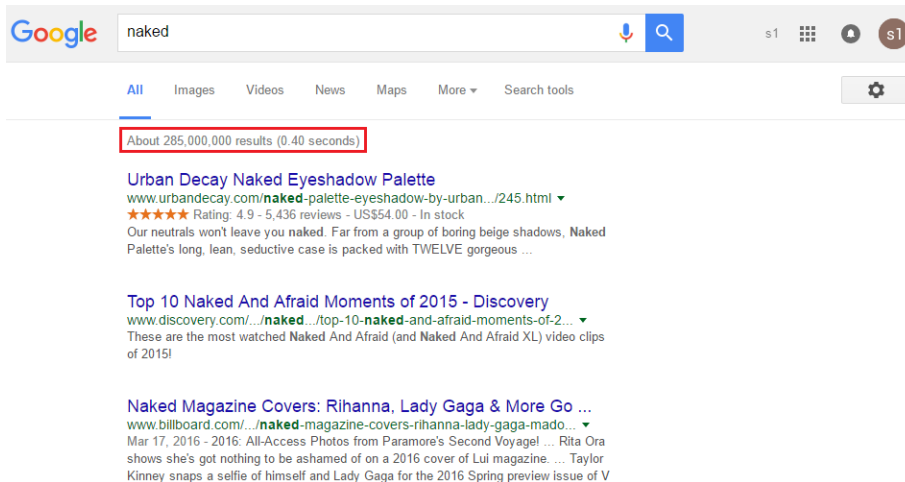 Google
naked
s1
s1
All Images Videos News Maps More Search tools
About 285,000,000 results (0.40 seconds)
Urban Decay Naked Eyeshadow Palette
www.urbandecay.com/naked-palette-eyeshadow-by-urban.../245.html
Rating: 4.9 - 5,436 reviews - US$54.00 - In stock
Our neutrals won't leave you naked. Far from a group of boring beige shadows, Naked
Palette's long, lean, seductive case is packed with TWELVE gorgeous ...
Top 10 Naked And Afraid Moments of 2015 - Discovery
www.discovery.com/.../naked.../top-10-naked-and-afraid-moments-of-2...
These are the most watched Naked And Afraid (and Naked And Afraid XL) video clips
of 2015!
Naked Magazine Covers: Rihanna, Lady Gaga & More Go ...
www.billboard.com/.../naked-magazine-covers-rihanna-lady-gaga-mado...
Mar 17, 2016 - 2016: All-Access Photos from Paramore's Second Voyage! ... Rita Ora
shows she's got nothing to be ashamed of on a 2016 cover of Lui magazine. ... Taylor
Kinney snaps a selfie of himself and Lady Gaga for the 2016 Spring preview issue of V